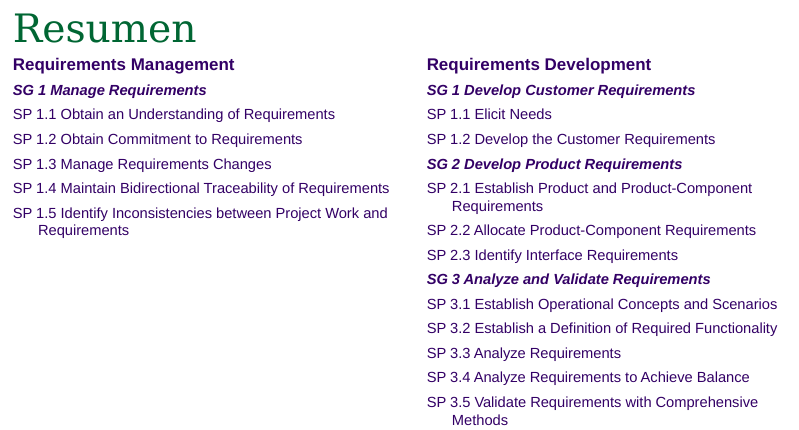 Resumen
Requirements Management
SG 1 Manage Requirements
SP 1.1 Obtain an Understanding of Requirements
SP 1.2 Obtain Commitment to Requirements
SP 1.3 Manage Requirements Changes
SP 1.4 Maintain Bidirectional Traceability of Requirements
SP 1.5 Identify Inconsistencies between Project Work and
Requirements
Requirements Development
SG 1 Develop Customer Requirements
SP 1.1 Elicit Needs
SP 1.2 Develop the Customer Requirements
SG 2 Develop Product Requirements
SP 2.1 Establish Product and Product-Component
Requirements
SP 2.2 Allocate Product-Component Requirements
SP 2.3 Identify Interface Requirements
SG 3 Analyze and Validate Requirements
SP 3.1 Establish Operational Concepts and Scenarios
SP 3.2 Establish a Definition of Required Functionality
SP 3.3 Analyze Requirements
SP 3.4 Analyze Requirements to Achieve Balance
SP 3.5 Validate Requirements with Comprehensive
Methods